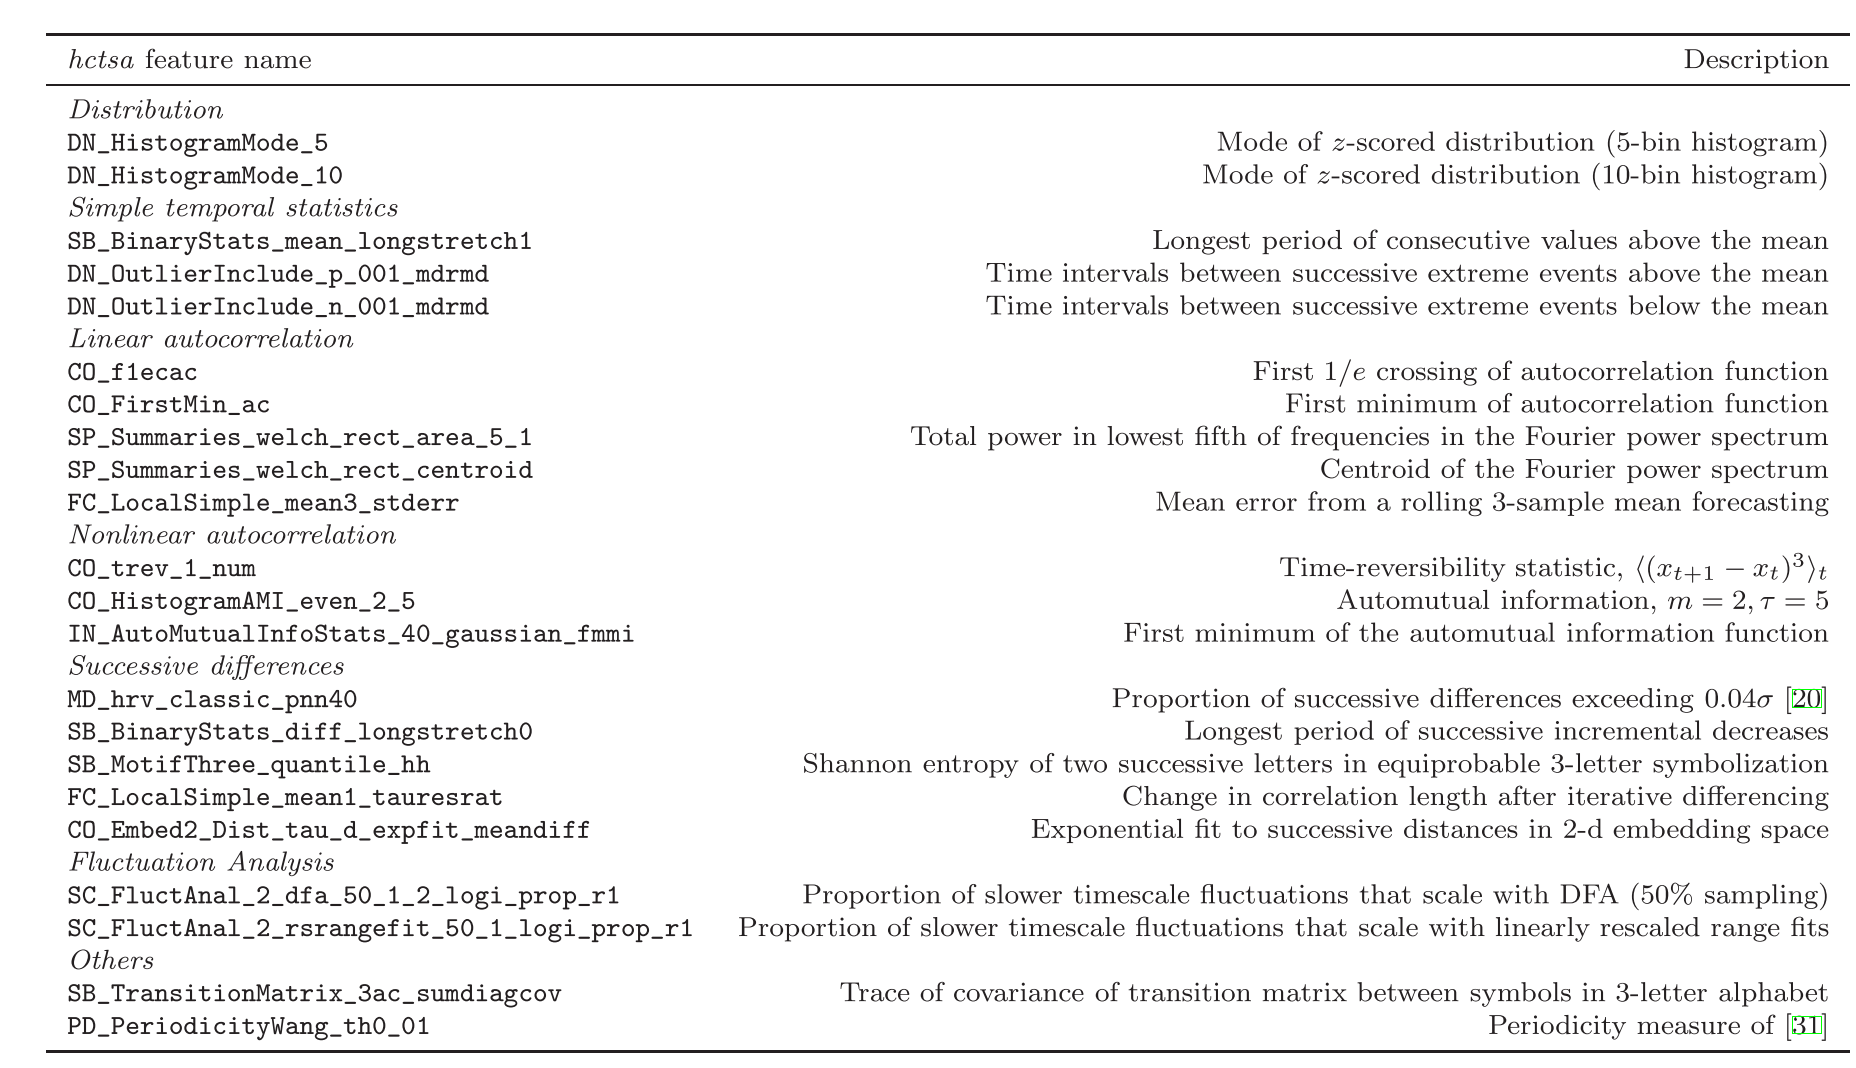 hctsa feature name Description
Distribution
DN_HistogramMode_5 Mode of z-scored distribution (5-bin histogram)
DN_HistogramMode_10 Mode of z-scored distribution (10-bin histogram)
Simple temporal statistics
SB_BinaryStats_mean_longstretch1 Longest period of consecutive values above the mean
DN_OutlierInclude_p_001_mdrmd Time intervals between successive extreme events above the mean
DN_OutlierInclude_n_001_mdrmd Time intervals between successive extreme events below the mean
Linear autocorrelation
CO_f1ecac First 1/e crossing of autocorrelation function
CO_FirstMin_ac First minimum of autocorrelation function
SP_Summaries_welch_rect_area_5_1 Total power in lowest fifth of frequencies in the Fourier power spectrum
SP_Summaries_welch_rect_centroid Centroid of the Fourier power spectrum
FC_LocalSimple_mean3_stderr Mean error from a rolling 3-sample mean forecasting
Nonlinear autocorrelation
CO_trev_1_num Time-reversibility statistic, ⟨(xₜ₊₁ − xₜ)³⟩ₜ
CO_HistogramAMI_even_2_5 Automutual information, m = 2, τ = 5
IN_AutoMutualInfoStats_40_gaussian_fmmi First minimum of the automutual information function
Successive differences
MD_hrv_classic_pnn40 Proportion of successive differences exceeding 0.04σ [20]
SB_BinaryStats_diff_longstretch0 Longest period of successive incremental decreases
SB_MotifThree_quantile_hh Shannon entropy of two successive letters in equiprobable 3-letter symbolization
FC_LocalSimple_mean1_tauresrat Change in correlation length after iterative differencing
CO_Embed2_Dist_tau_d_expfit_meandiff Exponential fit to successive distances in 2-d embedding space
Fluctuation Analysis
SC_FluctAnal_2_dfa_50_1_2_logi_prop_r1 Proportion of slower timescale fluctuations that scale with DFA (50% sampling)
SC_FluctAnal_2_rsrangefit_50_1_logi_prop_r1 Proportion of slower timescale fluctuations that scale with linearly rescaled range fits
Others
SB_TransitionMatrix_3ac_sumdiagcov Trace of covariance of transition matrix between symbols in 3-letter alphabet
PD_PeriodicityWang_th0_01 Periodicity measure of [31]